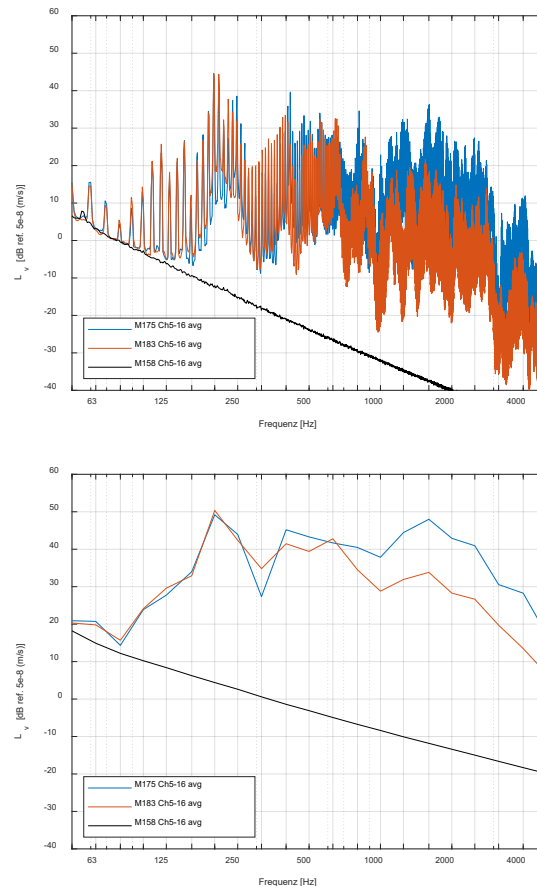 60
50
40
30
20
10
0
-10
-20
-30
-40
L v [dB ref. 5e-8 (m/s)]
M175 Ch5-16 avg
M183 Ch5-16 avg
M158 Ch5-16 avg
63 125 250 500 1000 2000 4000
Frequenz [Hz]
60
50
40
30
20
10
0
-10
-20
-30
-40
L v [dB ref. 5e-8 (m/s)]
M175 Ch5-16 avg
M183 Ch5-16 avg
M158 Ch5-16 avg
63 125 250 500 1000 2000 4000
Frequenz [Hz]